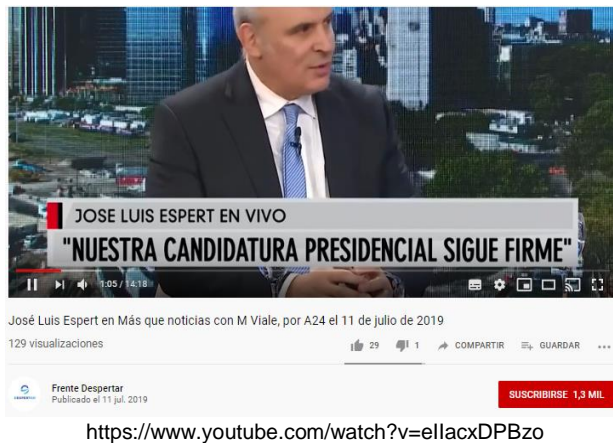 JOSE LUIS ESPERT EN VIVO
"NUESTRA CANDIDATURA PRESIDENCIAL SIGUE FIRME"
1:05 / 14:18
José Luis Espert en Más que noticias con M Viale, por A24 el 11 de julio de 2019
129 visualizaciones
29 1 COMPARTIR GUARDAR ...
Frente Despertar
Publicado el 11 jul. 2019
SUSCRIBIRSE 1,3 MIL
https://www.youtube.com/watch?v=eIIacxDPBzo